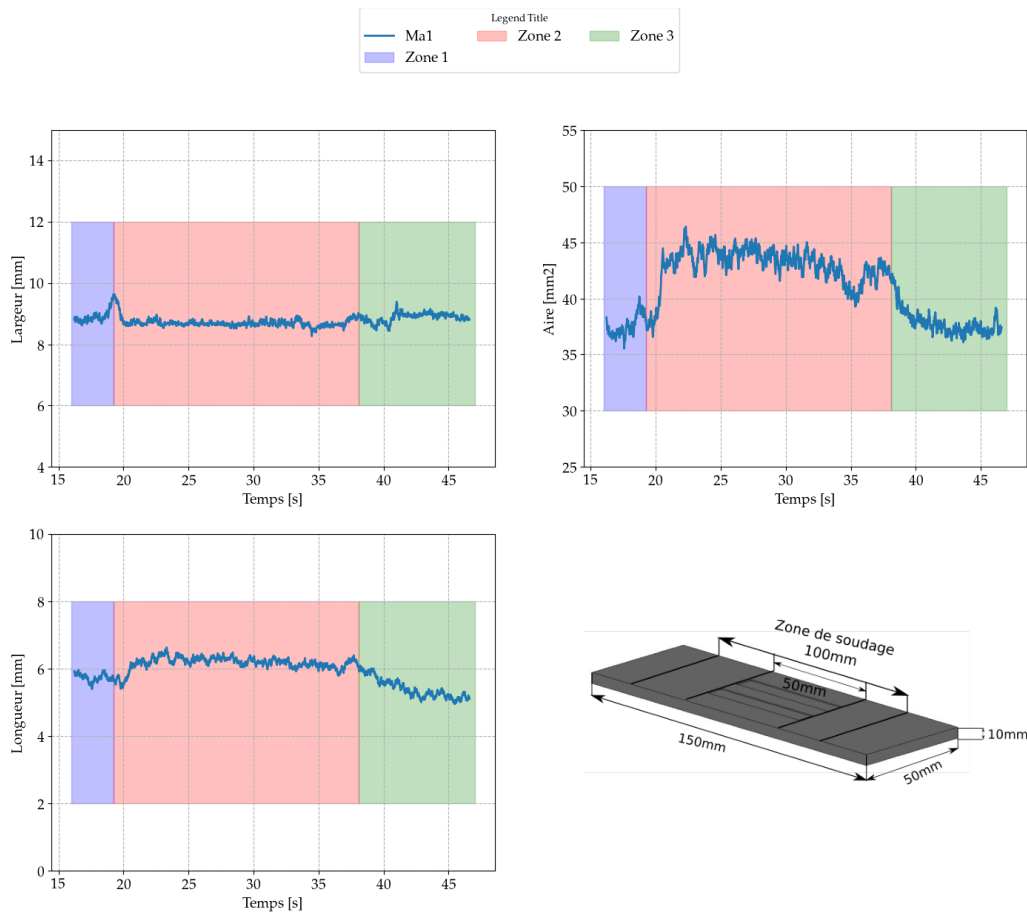 Legend Title
Ma1
Zone 1
Zone 2
Zone 3
Largeur [mm]
14
12
10
8
6
4
15 20 25 30 35 40 45
Temps [s]
Aire [mm2]
55
50
45
40
35
30
25
15 20 25 30 35 40 45
Temps [s]
Longueur [mm]
10
8
6
4
2
0
15 20 25 30 35 40 45
Temps [s]
Zone de soudage
100mm
50mm
150mm
50mm
10mm